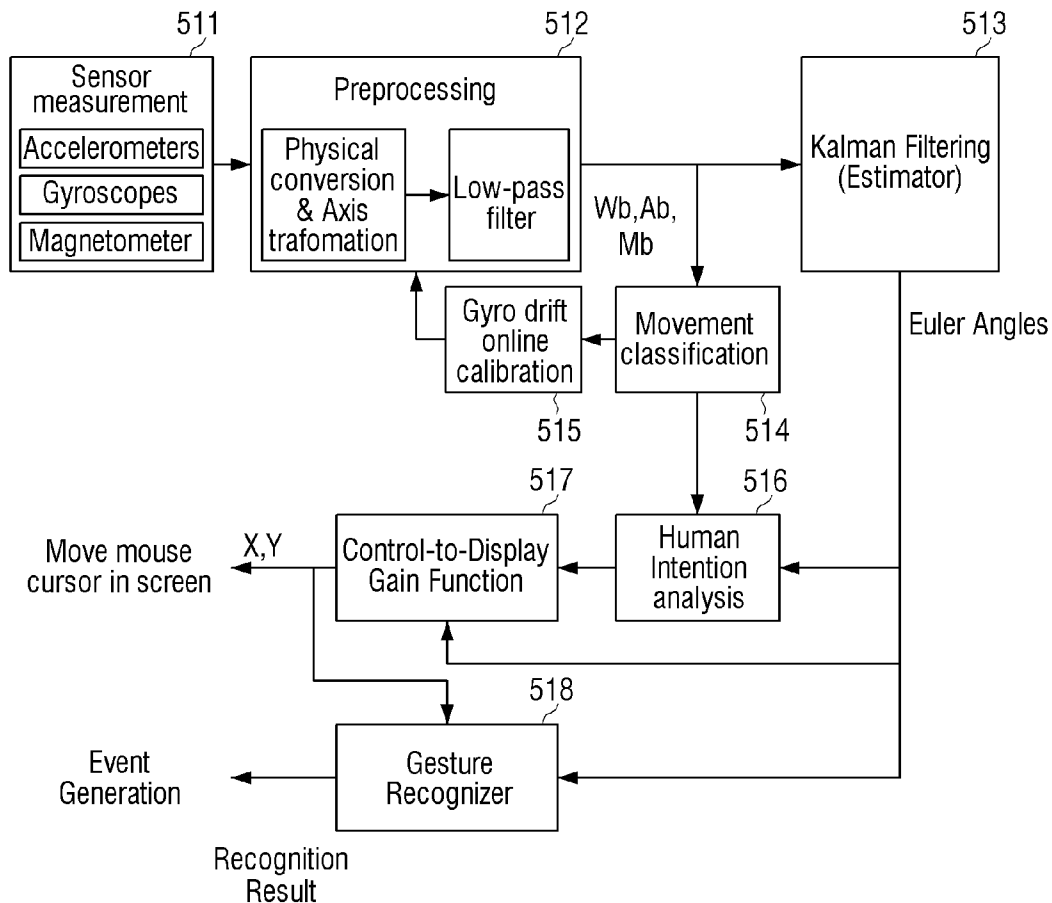 511
Sensor
measurement
Accelerometers
Gyroscopes
Magnetometer
512
Preprocessing
Physical
conversion
& Axis
trafomation
Low-pass
filter
513
Kalman Filtering
(Estimator)
Wb,Ab,
Mb
Gyro drift
online
calibration
515
Movement
classification
514
Euler Angles
516
Human
Intention
analysis
517
Control-to-Display
Gain Function
X,Y
Move mouse
cursor in screen
518
Gesture
Recognizer
Event
Generation
Recognition
Result